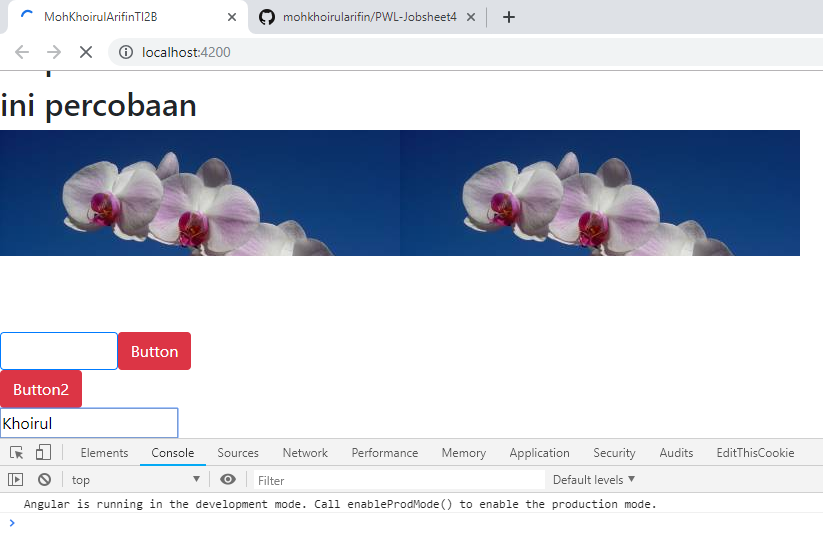 MohKhoirulArifinTI2B
mohkhoirularifin/PWL-Jobsheet4
localhost:4200
ini percobaan
Button
Button2
Khoirul
Elements Console Sources Network Performance Memory Application Security Audits EditThisCookie
top Filter Default levels
Angular is running in the development mode. Call enableProdMode() to enable the production mode.